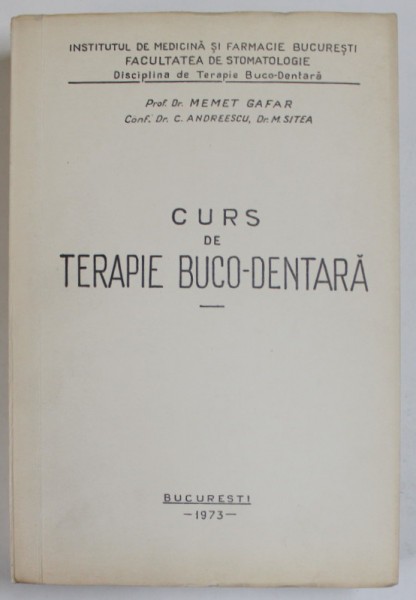 INSTITUTUL DE MEDICINĂ ȘI FARMACIE BUCUREȘTI
FACULTATEA DE STOMATOLOGIE
Disciplina de Terapie Buco-Dentară
Prof. Dr. MEMET GAFAR
Conf. Dr. C. ANDREESCU, Dr. M. SITEA
CURS
DE
TERAPIE BUCO-DENTARĂ
BUCUREȘTI
-1973-